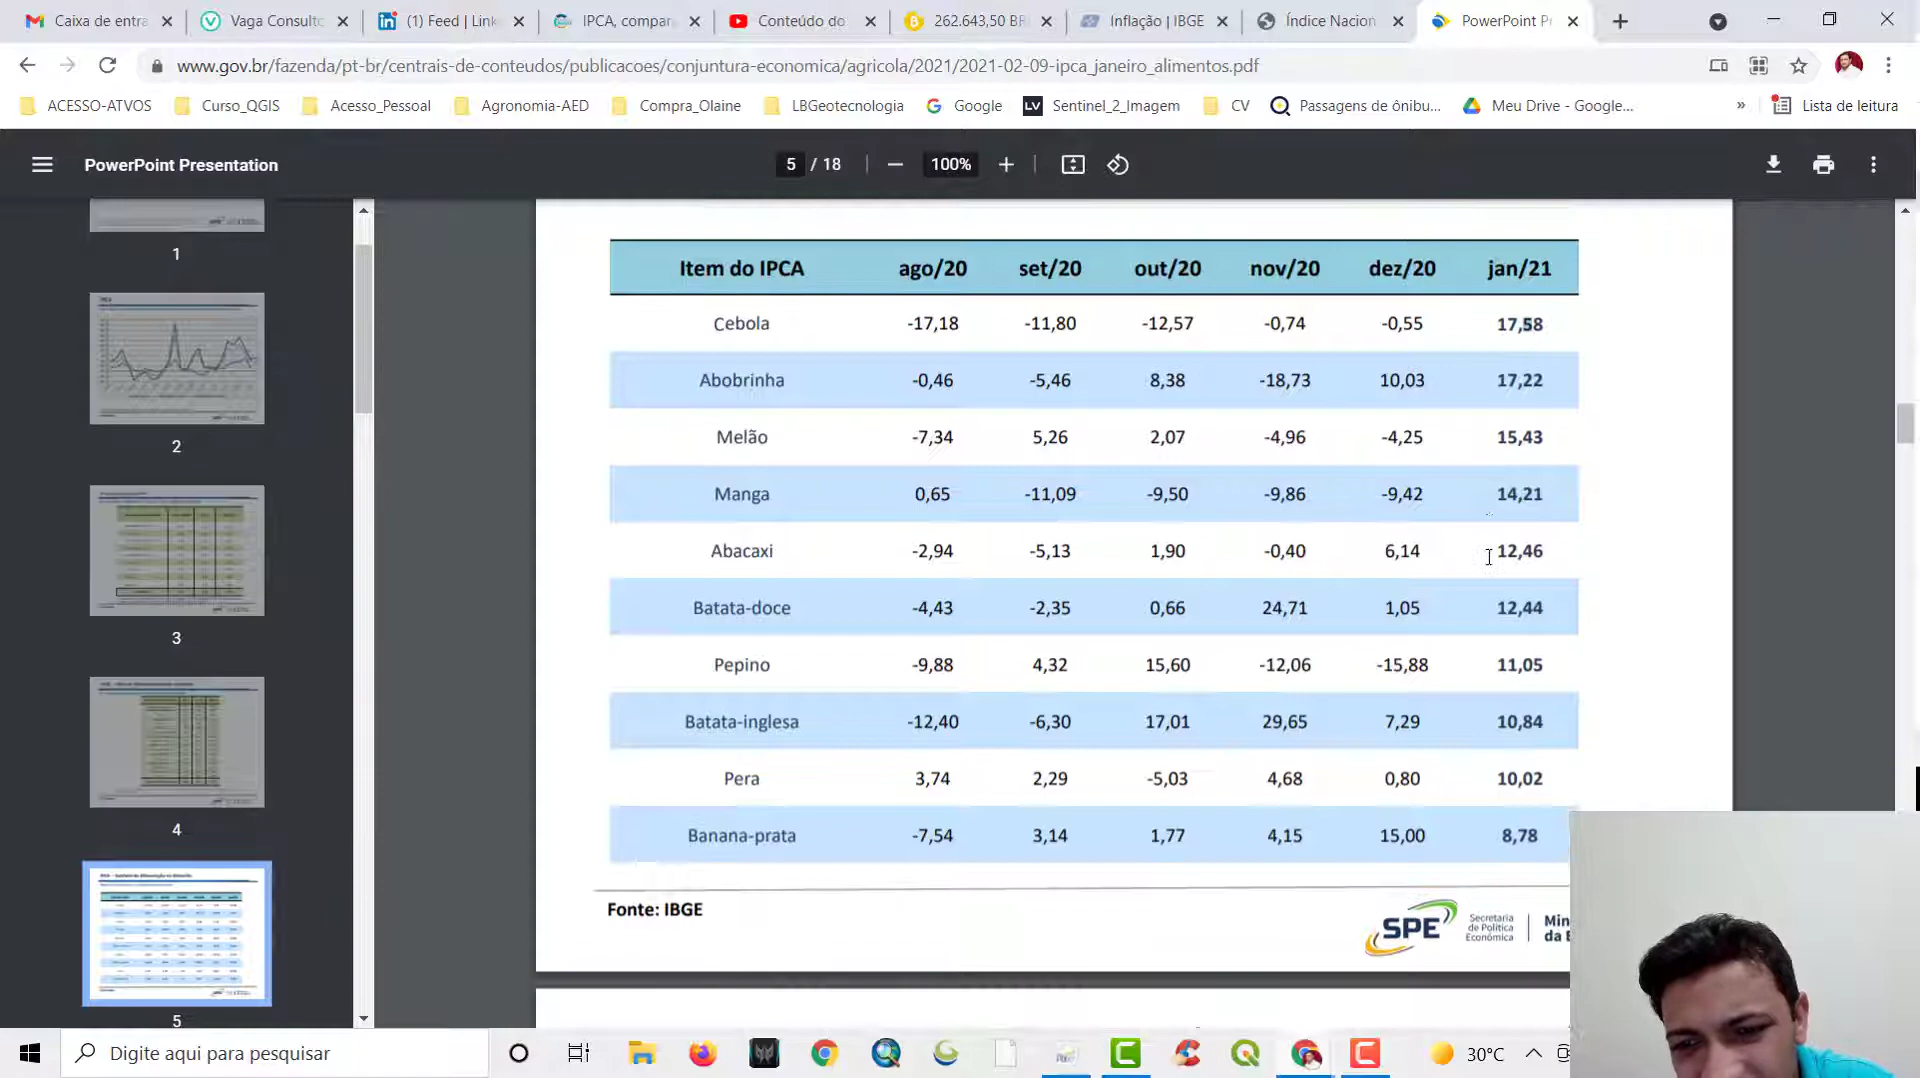 Caixa de entra
Vaga Consulto
(1) Feed | Link
IPCA, compar
Conteúdo do
262.643,50 BR
Inflação | IBGE
Índice Nacion
PowerPoint Pr
www.gov.br/fazenda/pt-br/centrais-de-conteudos/publicacoes/conjuntura-economica/agricola/2021/2021-02-09-ipca_janeiro_alimentos.pdf
ACESSO-ATVOS
Curso_QGIS
Acesso_Pessoal
Agronomia-AED
Compra_Olaine
LBGeotecnologia
Google
LV
Sentinel_2_Imagem
CV
Passagens de ônibu...
Meu Drive - Google...
»
Lista de leitura
PowerPoint Presentation
5 / 18
100%
1
2
3
4
5
Item do IPCA ago/20 set/20 out/20 nov/20 dez/20 jan/21
Cebola -17,18 -11,80 -12,57 -0,74 -0,55 17,58
Abobrinha -0,46 -5,46 8,38 -18,73 10,03 17,22
Melão -7,34 5,26 2,07 -4,96 -4,25 15,43
Manga 0,65 -11,09 -9,50 -9,86 -9,42 14,21
Abacaxi -2,94 -5,13 1,90 -0,40 6,14 12,46
Batata-doce -4,43 -2,35 0,66 24,71 1,05 12,44
Pepino -9,88 4,32 15,60 -12,06 -15,88 11,05
Batata-inglesa -12,40 -6,30 17,01 29,65 7,29 10,84
Pera 3,74 2,29 -5,03 4,68 0,80 10,02
Banana-prata -7,54 3,14 1,77 4,15 15,00 8,78
Fonte: IBGE
SPE
Secretaria
de Política
Econômica
Min
da E
Digite aqui para pesquisar
30°C